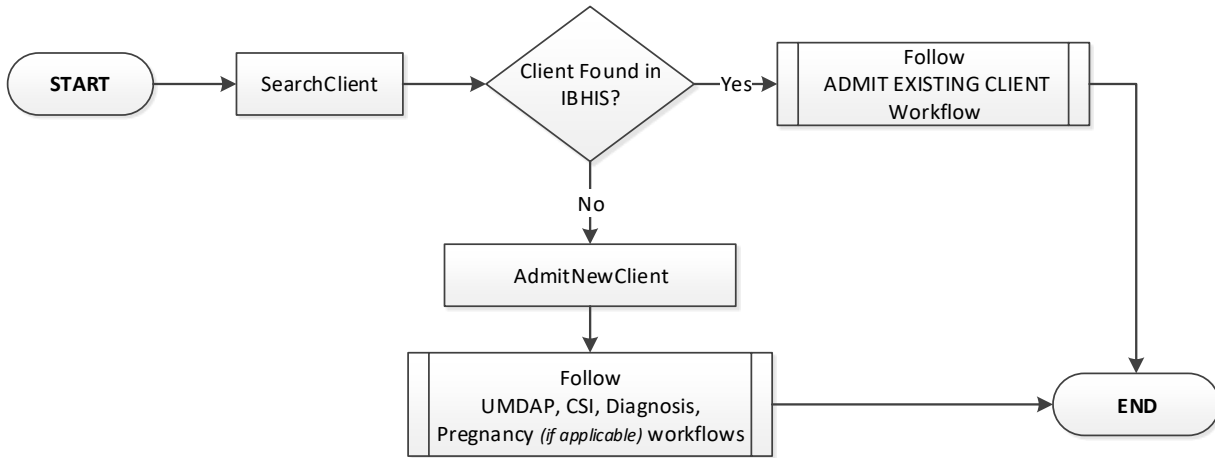 START
SearchClient
Client Found in
IBHIS?
Yes
Follow
ADMIT EXISTING CLIENT
Workflow
No
AdmitNewClient
Follow
UMDAP, CSI, Diagnosis,
Pregnancy (if applicable) workflows
END